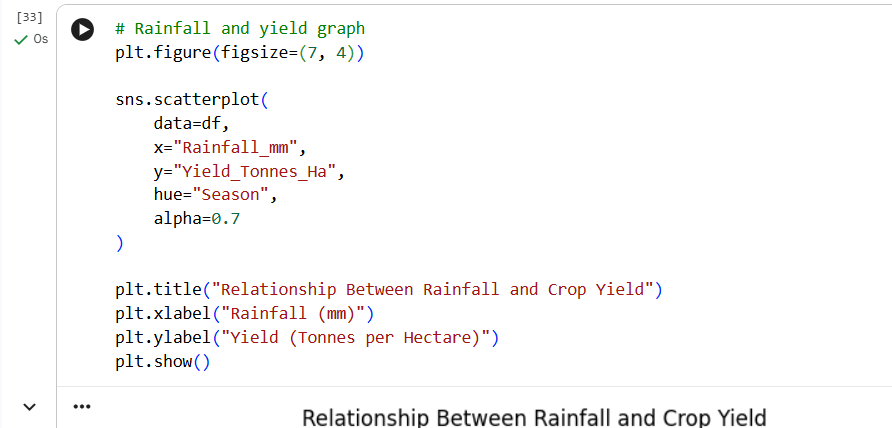 [33]
0s
# Rainfall and yield graph
plt.figure(figsize=(7, 4))
sns.scatterplot(
data=df,
x="Rainfall_mm",
y="Yield_Tonnes_Ha",
hue="Season",
alpha=0.7
)
plt.title("Relationship Between Rainfall and Crop Yield")
plt.xlabel("Rainfall (mm)")
plt.ylabel("Yield (Tonnes per Hectare)")
plt.show()
Relationship Between Rainfall and Crop Yield